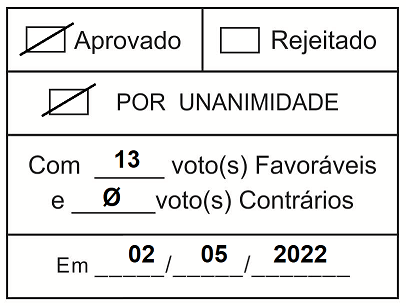 Aprovado Rejeitado
POR UNANIMIDADE
Com 13 voto(s) Favoráveis
e Ø voto(s) Contrários
Em 02/05/2022